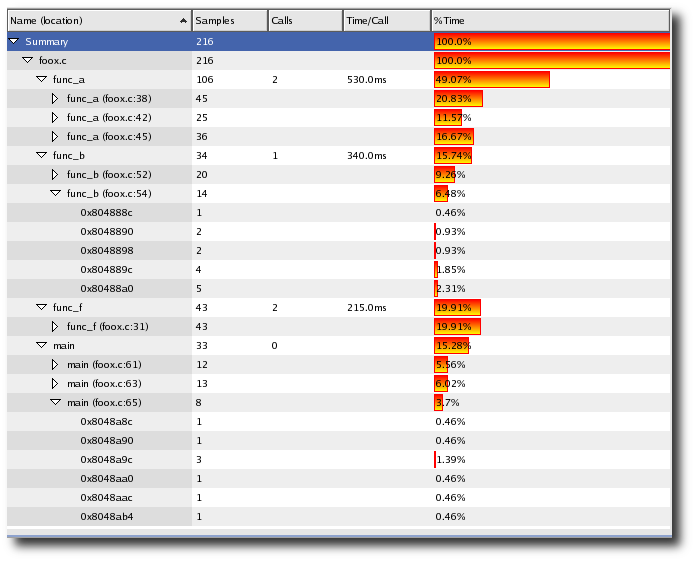 Name (location) Samples Calls Time/Call %Time
Summary 216 100.0%
foox.c 216 100.0%
func_a 106 2 530.0ms 49.07%
func_a (foox.c:38) 45 20.83%
func_a (foox.c:42) 25 11.57%
func_a (foox.c:45) 36 16.67%
func_b 34 1 340.0ms 15.74%
func_b (foox.c:52) 20 9.26%
func_b (foox.c:54) 14 6.48%
0x804888c 1 0.46%
0x8048890 2 0.93%
0x8048898 2 0.93%
0x804889c 4 1.85%
0x80488a0 5 2.31%
func_f 43 2 215.0ms 19.91%
func_f (foox.c:31) 43 19.91%
main 33 0 15.28%
main (foox.c:61) 12 5.56%
main (foox.c:63) 13 6.02%
main (foox.c:65) 8 3.7%
0x8048a8c 1 0.46%
0x8048a90 1 0.46%
0x8048a9c 3 1.39%
0x8048aa0 1 0.46%
0x8048aac 1 0.46%
0x8048ab4 1 0.46%